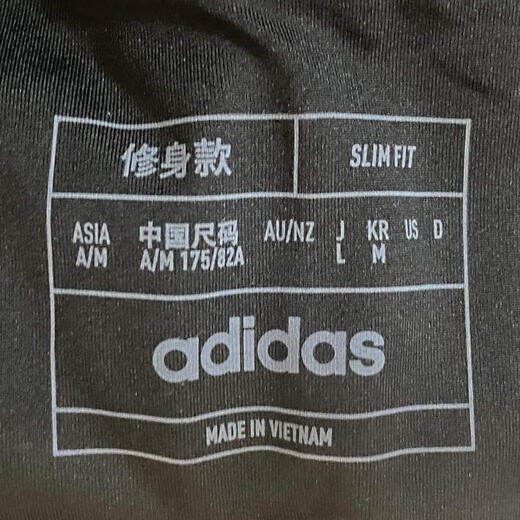 修身款 SLIM FIT
ASIA 中国尺码 AU/NZ J KR US D
A/M A/M 175/82A L M
adidas
MADE IN VIETNAM